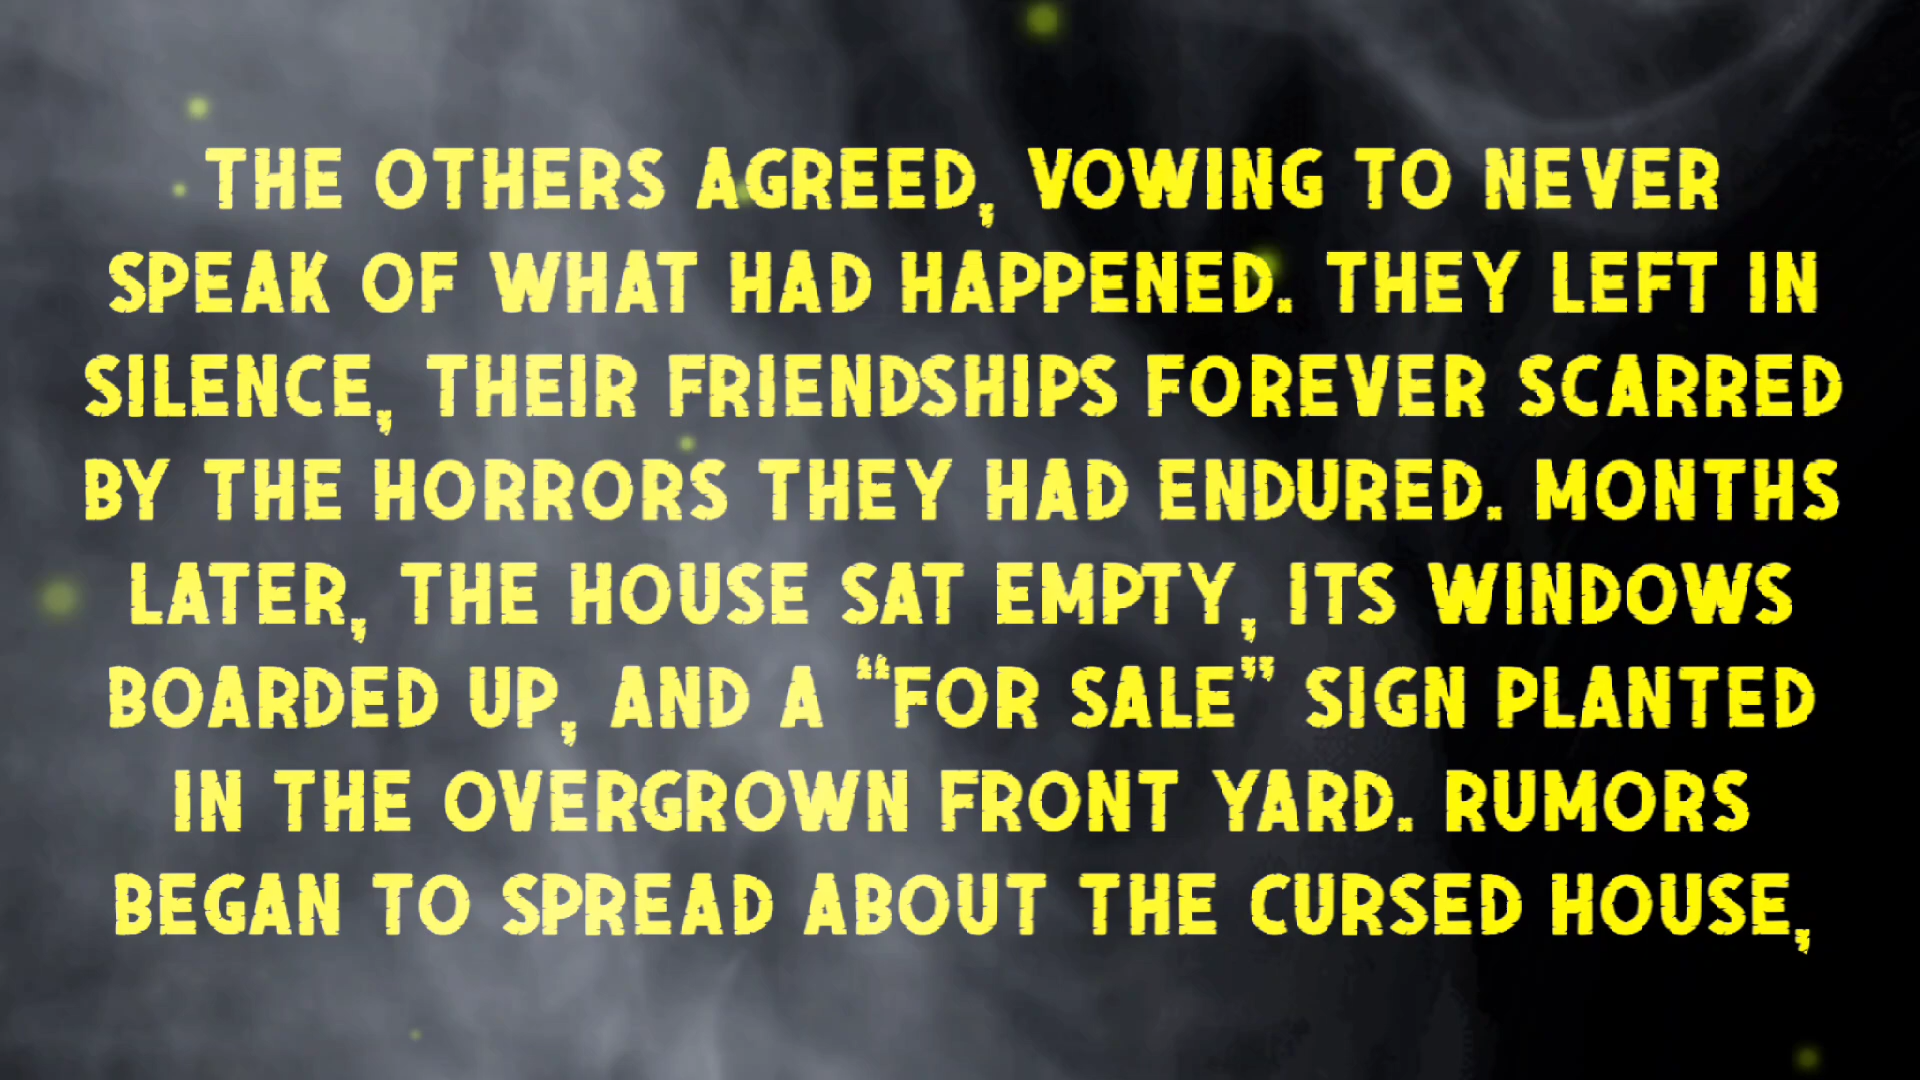 THE OTHERS AGREED, VOWING TO NEVER
SPEAK OF WHAT HAD HAPPENED. THEY LEFT IN
SILENCE, THEIR FRIENDSHIPS FOREVER SCARRED
BY THE HORRORS THEY HAD ENDURED. MONTHS
LATER, THE HOUSE SAT EMPTY, ITS WINDOWS
BOARDED UP, AND A “FOR SALE” SIGN PLANTED
IN THE OVERGROWN FRONT YARD. RUMORS
BEGAN TO SPREAD ABOUT THE CURSED HOUSE,